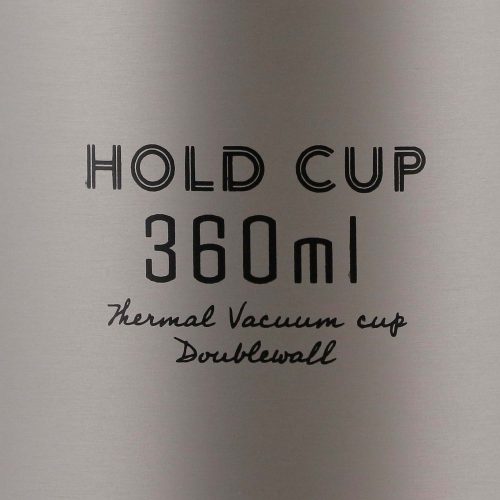 HOLD CUP
360ml
Thermal Vacuum cup
Doublewall